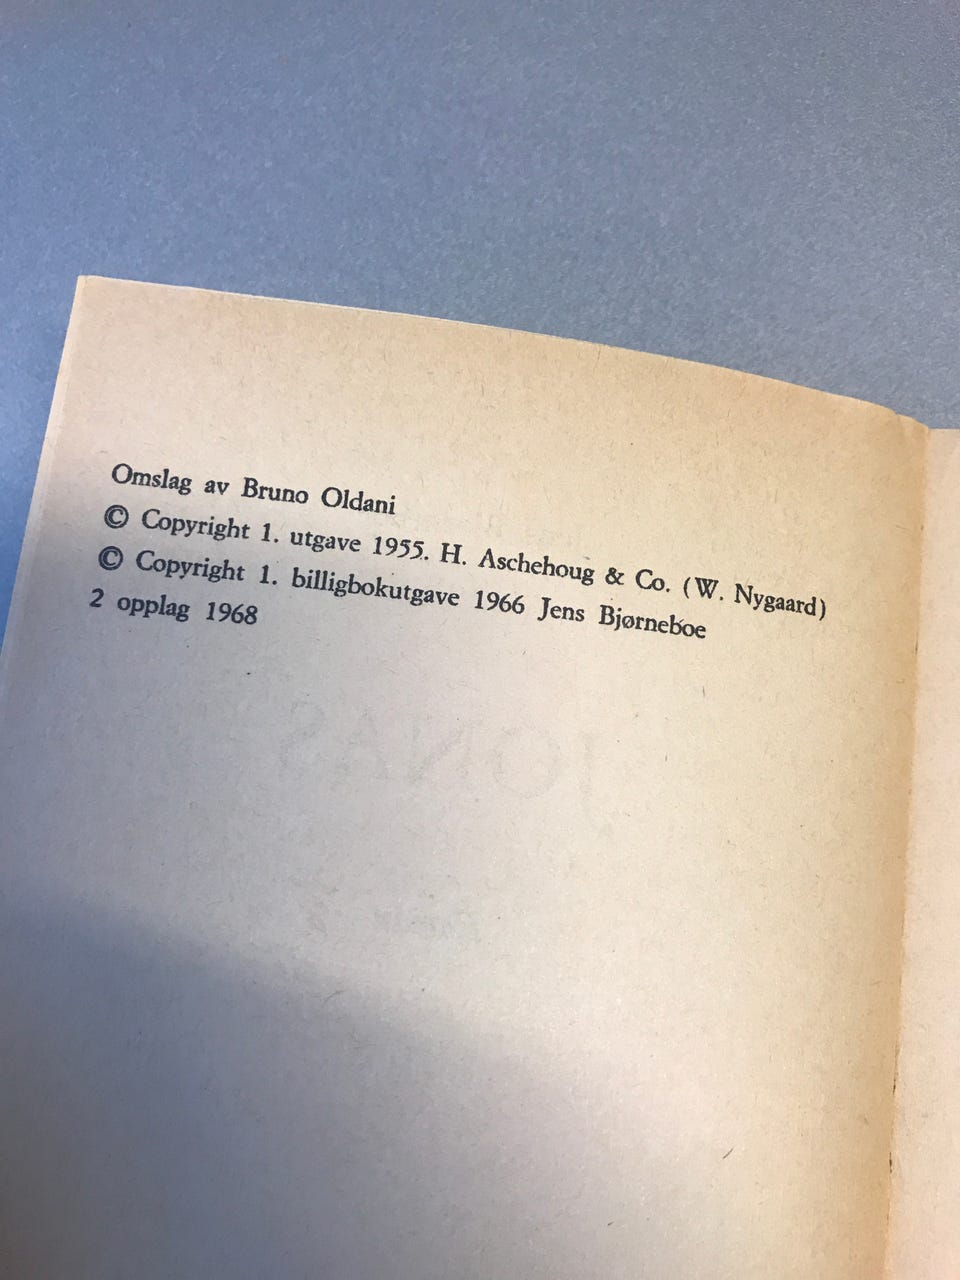 Omslag av Bruno Oldani
© Copyright 1. utgave 1955. H. Aschehoug & Co. (W. Nygaard)
© Copyright 1. billigbokutgave 1966 Jens Bjørneboe
2 opplag 1968
JONAS